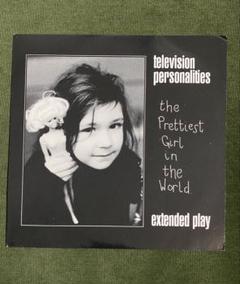 television
personalities
the
Prettiest
Girl
in
the
World
extended play